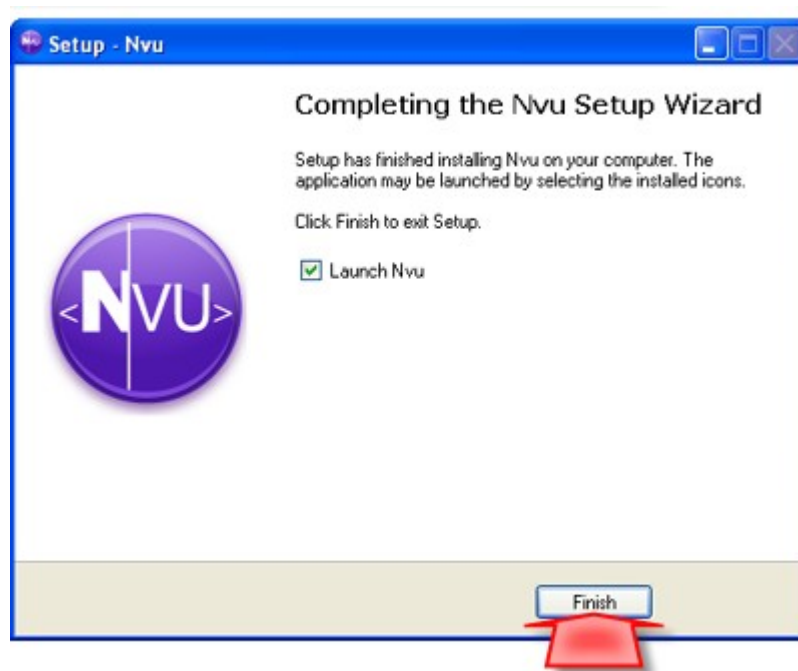 Setup - Nvu
Completing the Nvu Setup Wizard
Setup has finished installing Nvu on your computer. The
application may be launched by selecting the installed icons.
Click Finish to exit Setup.
Launch Nvu
<NVU>
Finish